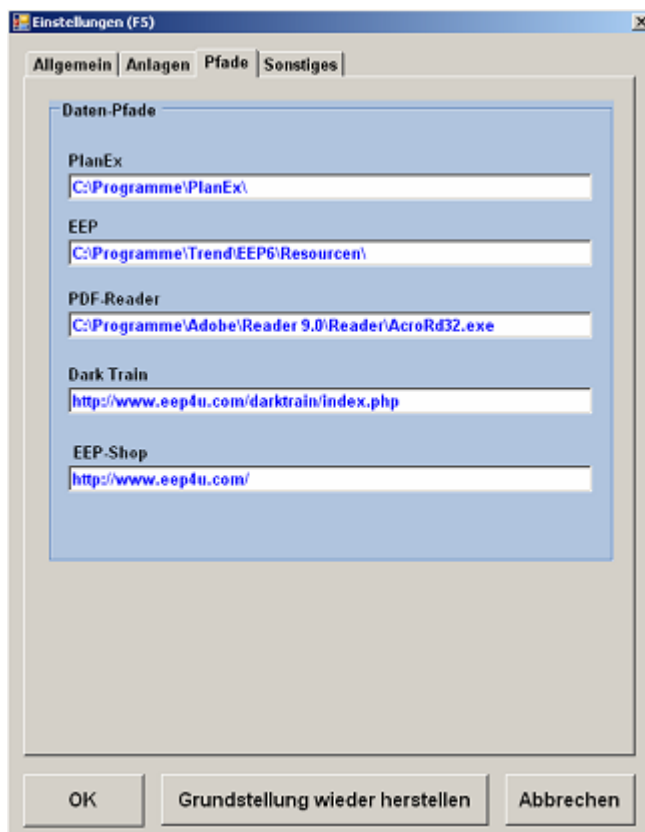 Einstellungen (F5)
Allgemein Anlagen Pfade Sonstiges
Daten-Pfade
PlanEx
C:\Programme\PlanEx\
EEP
C:\Programme\Trend\EEP6\Resourcen\
PDF-Reader
C:\Programme\Adobe\Reader 9.0\Reader\AcroRd32.exe
Dark Train
http://www.eep4u.com/darktrain/index.php
EEP-Shop
http://www.eep4u.com/
OK Grundstellung wieder herstellen Abbrechen